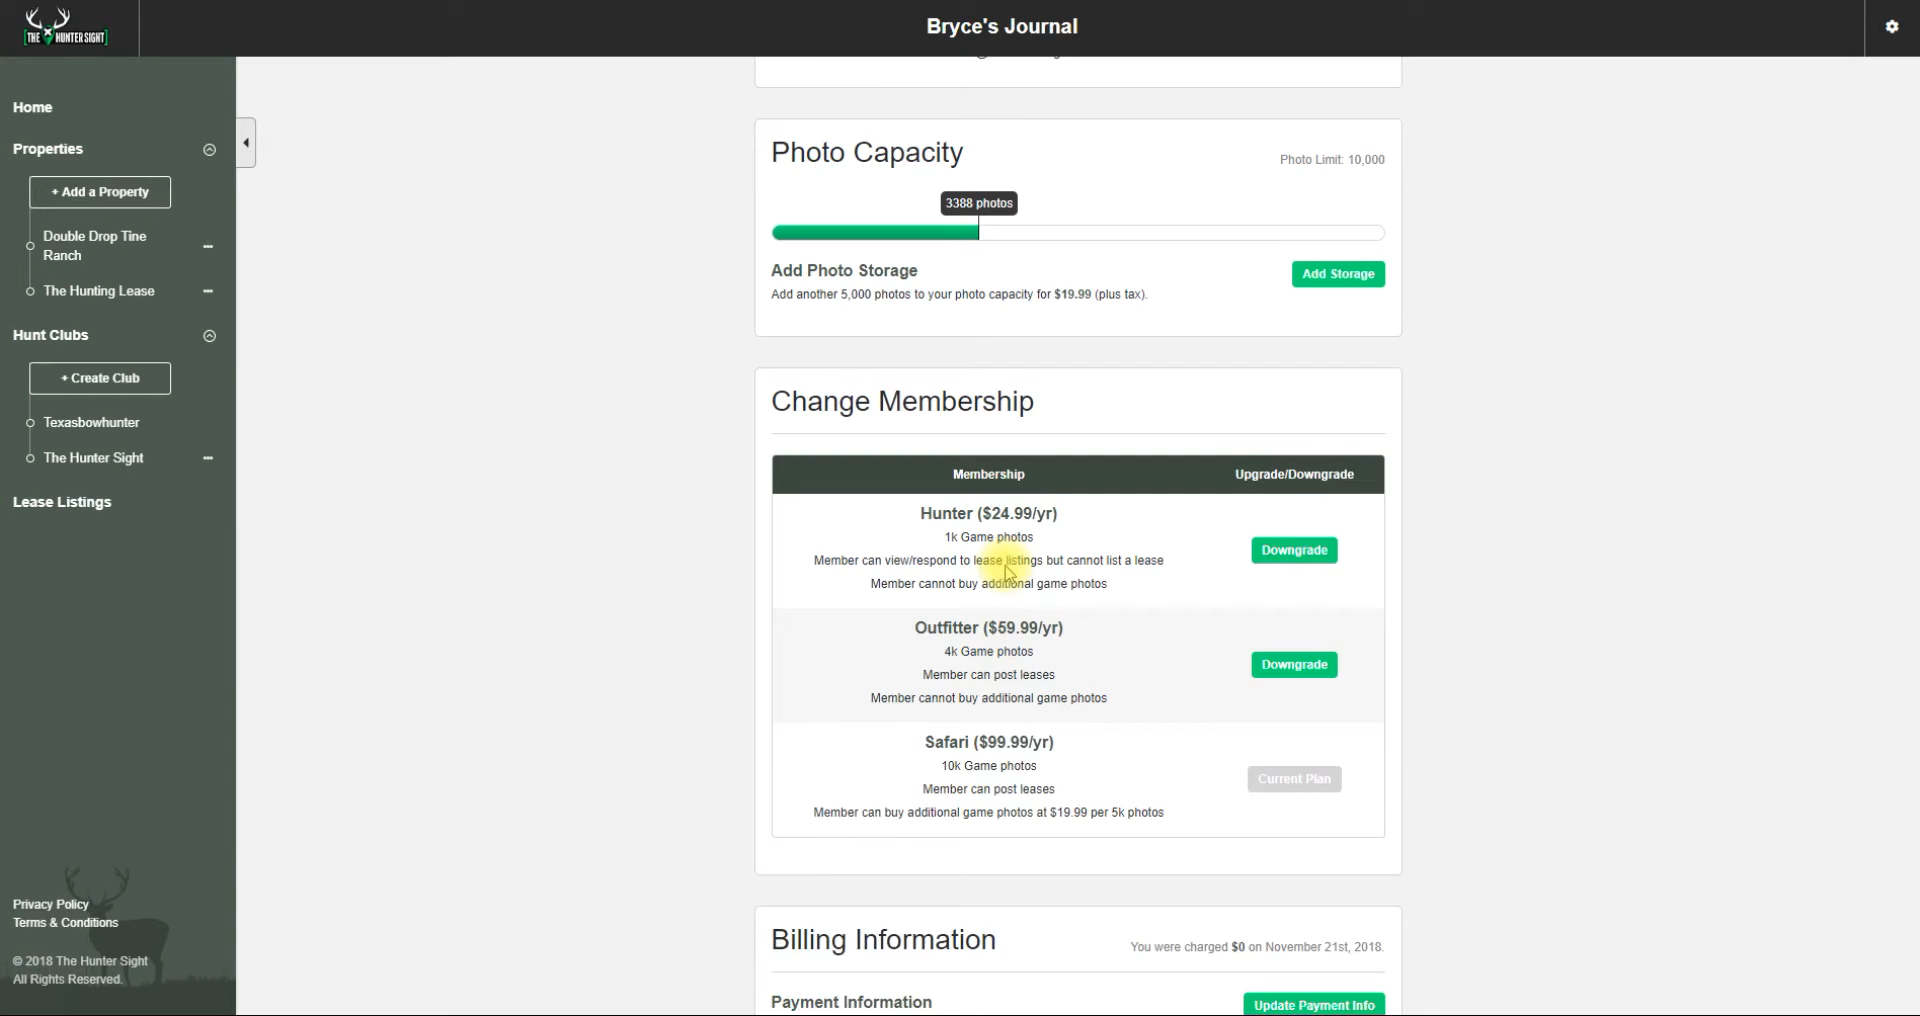 THE HUNTER SIGHT
Bryce's Journal
Home
Properties
+ Add a Property
Double Drop Tine
Ranch
The Hunting Lease
Hunt Clubs
+ Create Club
Texasbowhunter
The Hunter Sight
Lease Listings
Privacy Policy
Terms & Conditions
© 2018 The Hunter Sight
All Rights Reserved.
Photo Capacity
Photo Limit: 10,000
3388 photos
Add Photo Storage
Add Storage
Add another 5,000 photos to your photo capacity for $19.99 (plus tax).
Change Membership
Membership
Upgrade/Downgrade
Hunter ($24.99/yr)
1k Game photos
Member can view/respond to lease listings but cannot list a lease
Member cannot buy additional game photos
Downgrade
Outfitter ($59.99/yr)
4k Game photos
Member can post leases
Member cannot buy additional game photos
Downgrade
Safari ($99.99/yr)
10k Game photos
Member can post leases
Member can buy additional game photos at $19.99 per 5k photos
Current Plan
Billing Information
You were charged $0 on November 21st, 2018.
Payment Information
Update Payment Info